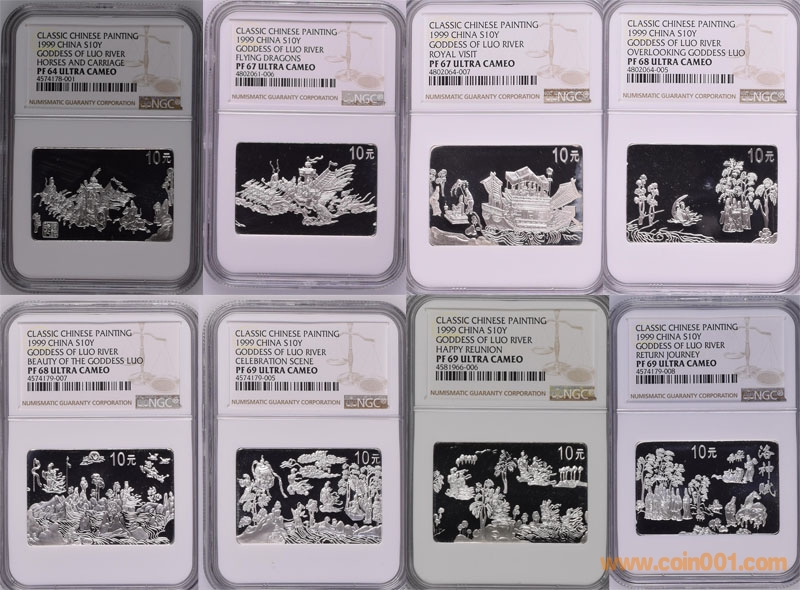 CLASSIC CHINESE PAINTING
1999 CHINA S10Y
GODDESS OF LUO RIVER
HORSES AND CARRIAGE
PF 64 ULTRA CAMEO
4574178-001
NUMISMATIC GUARANTY CORPORATION
NGC
10元
CLASSIC CHINESE PAINTING
1999 CHINA S10Y
GODDESS OF LUO RIVER
FLYING DRAGONS
PF 67 ULTRA CAMEO
4802061-006
NUMISMATIC GUARANTY CORPORATION
NGC
10元
CLASSIC CHINESE PAINTING
1999 CHINA S10Y
GODDESS OF LUO RIVER
ROYAL VISIT
PF 67 ULTRA CAMEO
4802064-007
NUMISMATIC GUARANTY CORPORATION
NGC
10元
CLASSIC CHINESE PAINTING
1999 CHINA S10Y
GODDESS OF LUO RIVER
OVERLOOKING GODDESS LUO
PF 68 ULTRA CAMEO
4802064-005
NUMISMATIC GUARANTY CORPORATION
NGC
10元
CLASSIC CHINESE PAINTING
1999 CHINA S10Y
GODDESS OF LUO RIVER
BEAUTY OF THE GODDESS LUO
PF 68 ULTRA CAMEO
4574179-007
NUMISMATIC GUARANTY CORPORATION
NGC
10元
CLASSIC CHINESE PAINTING
1999 CHINA S10Y
GODDESS OF LUO RIVER
CELEBRATION SCENE
PF 69 ULTRA CAMEO
4574179-005
NUMISMATIC GUARANTY CORPORATION
NGC
10元
CLASSIC CHINESE PAINTING
1999 CHINA S10Y
GODDESS OF LUO RIVER
HAPPY REUNION
PF 69 ULTRA CAMEO
4581966-006
NUMISMATIC GUARANTY CORPORATION
NGC
10元
CLASSIC CHINESE PAINTING
1999 CHINA S10Y
GODDESS OF LUO RIVER
RETURN JOURNEY
PF 69 ULTRA CAMEO
4574179-008
NUMISMATIC GUARANTY CORPORATION
NGC
10元
洛神賦
www.coin001.com